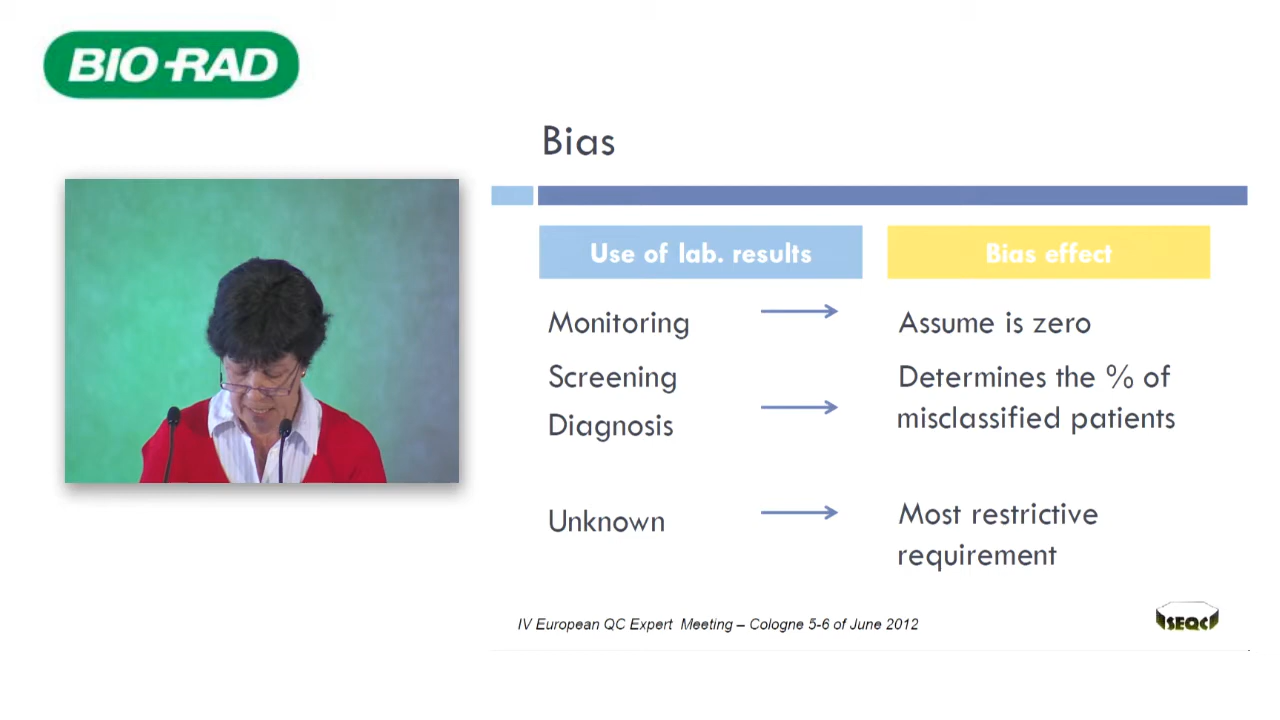 BIO-RAD
Bias
Use of lab. results
Bias effect
Monitoring
Assume is zero
Screening
Diagnosis
Determines the % of
misclassified patients
Unknown
Most restrictive
requirement
IV European QC Expert Meeting – Cologne 5-6 of June 2012
SEQC